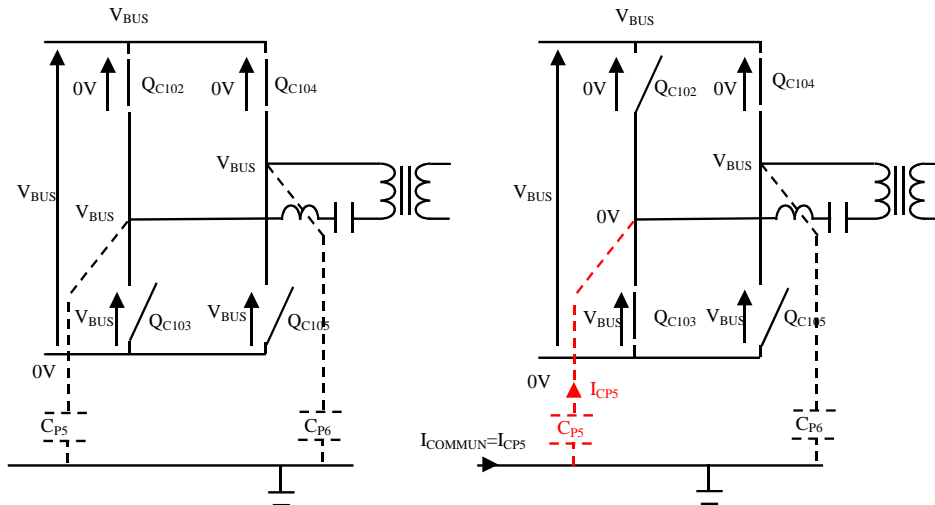 VBUS
0V
QC102
0V
QC104
VBUS
VBUS
VBUS
VBUS
QC103
VBUS
QC105
0V
CP5
CP6
VBUS
0V
QC102
0V
QC104
VBUS
VBUS
0V
VBUS
QC103
VBUS
QC105
0V
ICP5
CP5
CP6
ICOMMUN=ICP5